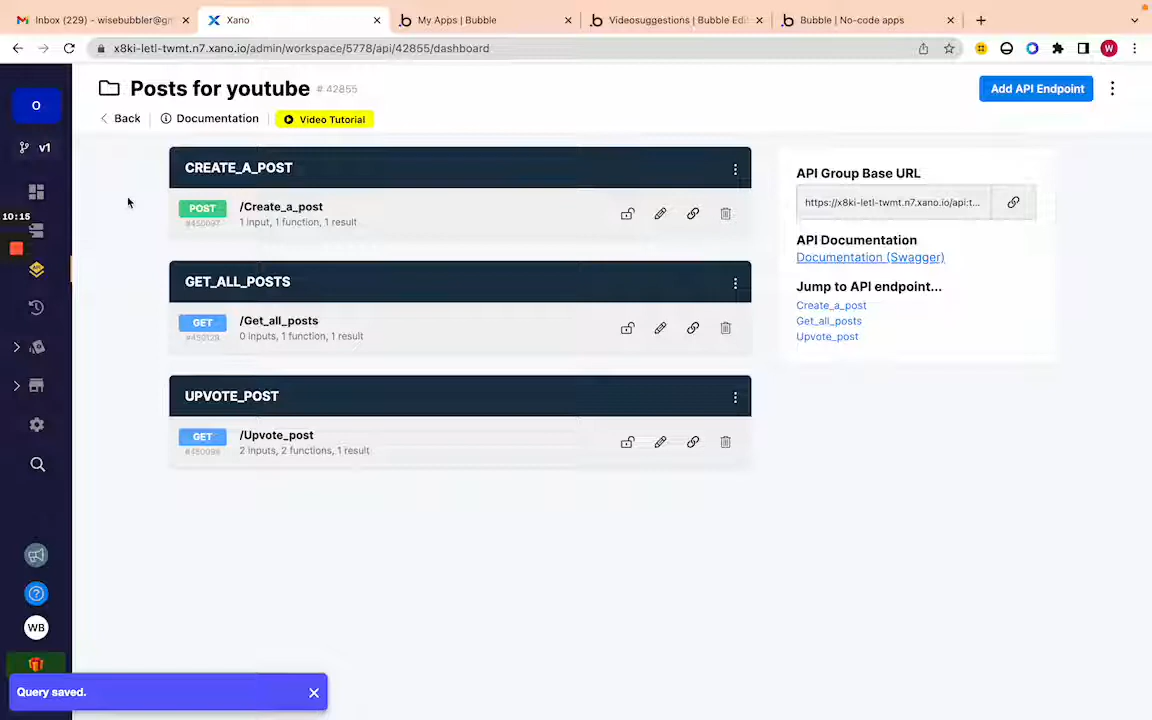 Inbox (229) - wisebubbler@gm
Xano
My Apps | Bubble
Videosuggestions | Bubble Edi
Bubble | No-code apps
x8ki-letl-twmt.n7.xano.io/admin/workspace/5778/api/42855/dashboard
W
O
Posts for youtube # 42855
Add API Endpoint
Back
Documentation
Video Tutorial
v1
10:15
CREATE_A_POST
POST
/Create_a_post
1 input, 1 function, 1 result
GET_ALL_POSTS
GET
/Get_all_posts
0 inputs, 1 function, 1 result
UPVOTE_POST
GET
#450098
/Upvote_post
2 inputs, 2 functions, 1 result
API Group Base URL
https://x8ki-letl-twmt.n7.xano.io/api:t...
API Documentation
Documentation (Swagger)
Jump to API endpoint...
Create_a_post
Get_all_posts
Upvote_post
WB
Query saved.